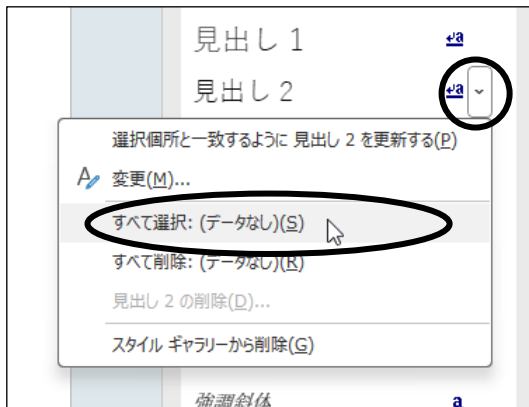 見出し 1
見出し 2
選択個所と一致するように 見出し 2 を更新する(P)
変更(M)...
すべて選択: (データなし)(S)
すべて削除: (データなし)(R)
見出し 2 の削除(D)...
スタイル ギャラリーから削除(G)
強調斜体